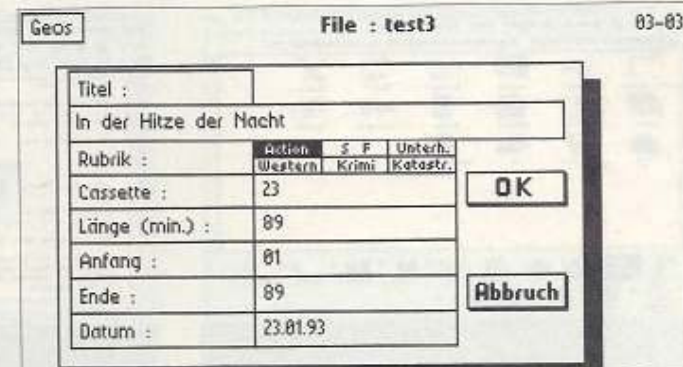 Geos File : test3 03-03
Titel :
In der Hitze der Nacht
Rubrik : Action S F Unterh.
Western Krimi Katastr.
Cassette : 23 OK
Länge (min.) : 89
Anfang : 01
Ende : 89 Abbruch
Datum : 23.01.93